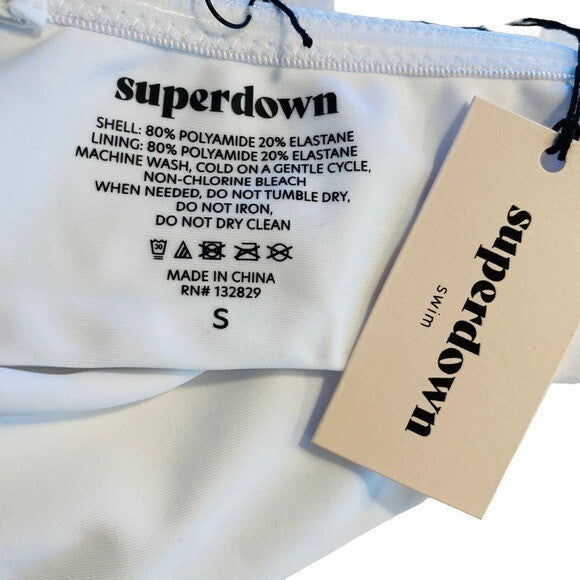 superdown
SHELL: 80% POLYAMIDE 20% ELASTANE
LINING: 80% POLYAMIDE 20% ELASTANE
MACHINE WASH, COLD ON A GENTLE CYCLE,
NON-CHLORINE BLEACH
WHEN NEEDED, DO NOT TUMBLE DRY,
DO NOT IRON,
DO NOT DRY CLEAN
30
MADE IN CHINA
RN# 132829
S
superdown
swim